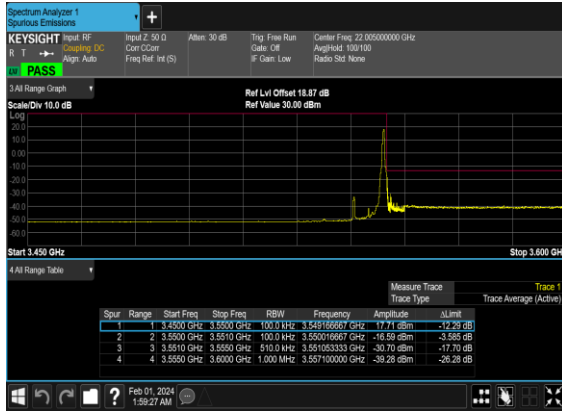 Spectrum Analyzer 1
Spurious Emissions
KEYSIGHT Input: RF Input Z: 50 Ω Atten: 30 dB Trig: Free Run Center Freq: 22.005000000 GHz
R T Coupling: DC Corr CCorr Gate: Off Avg|Hold: 100/100
Align: Auto Freq Ref: Int (S) IF Gain: Low Radio Std: None
PASS
3 All Range Graph
Ref Lvl Offset 18.87 dB
Scale/Div 10.0 dB Ref Value 30.00 dBm
Log
20.0
10.0
0.00
-20.0
-30.0
-40.0
-50.0
-60.0
Start 3.450 GHz Stop 3.600 GH
4 All Range Table
Measure Trace Trace 1
Trace Type Trace Average (Active)
Spur Range Start Freq Stop Freq RBW Frequency Amplitude ΔLimit
1 1 3.4500 GHz 3.5500 GHz 100.0 kHz 3.549166667 GHz 17.71 dBm -12.29 dB
2 2 3.5500 GHz 3.5510 GHz 100.0 kHz 3.550016667 GHz -16.59 dBm -3.585 dB
3 3 3.5510 GHz 3.5550 GHz 510.0 kHz 3.551053333 GHz -30.70 dBm -17.70 dB
4 4 3.5550 GHz 3.6000 GHz 1.000 MHz 3.557100000 GHz -39.28 dBm -26.28 dB
Feb 01, 2024
1:59:27 AM